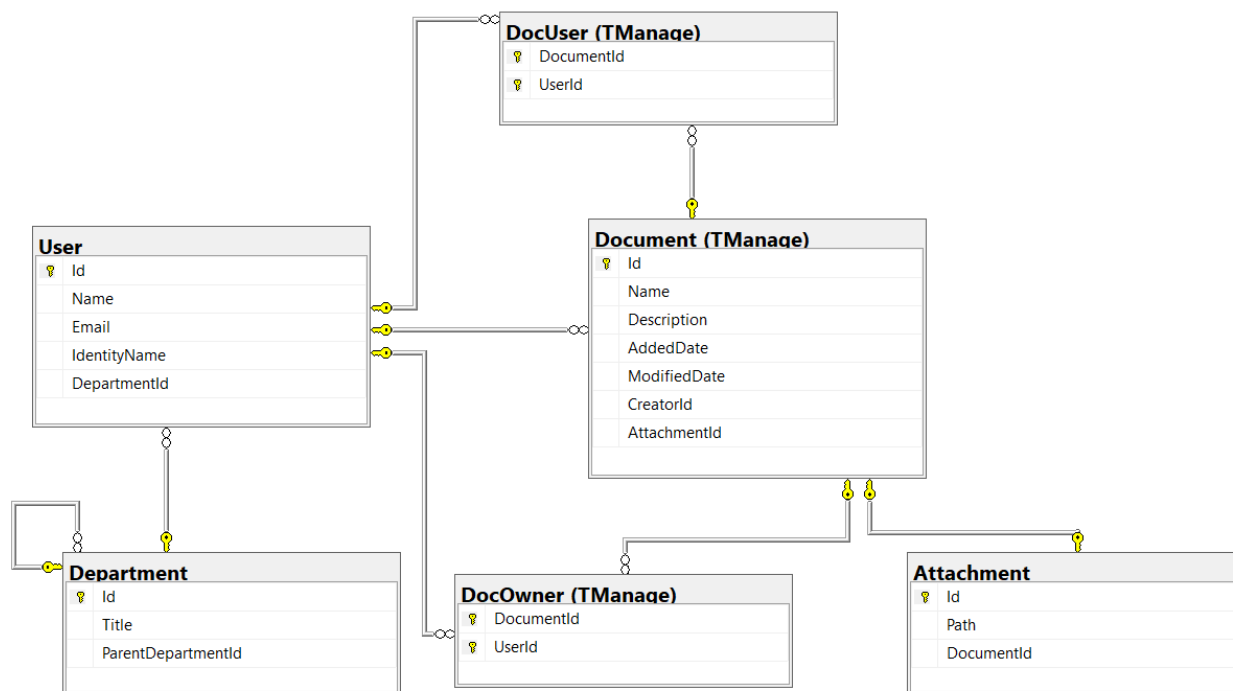 DocUser (TManage)
DocumentId
UserId
User
Id
Name
Email
IdentityName
DepartmentId
Document (TManage)
Id
Name
Description
AddedDate
ModifiedDate
CreatorId
AttachmentId
Department
Id
Title
ParentDepartmentId
DocOwner (TManage)
DocumentId
UserId
Attachment
Id
Path
DocumentId